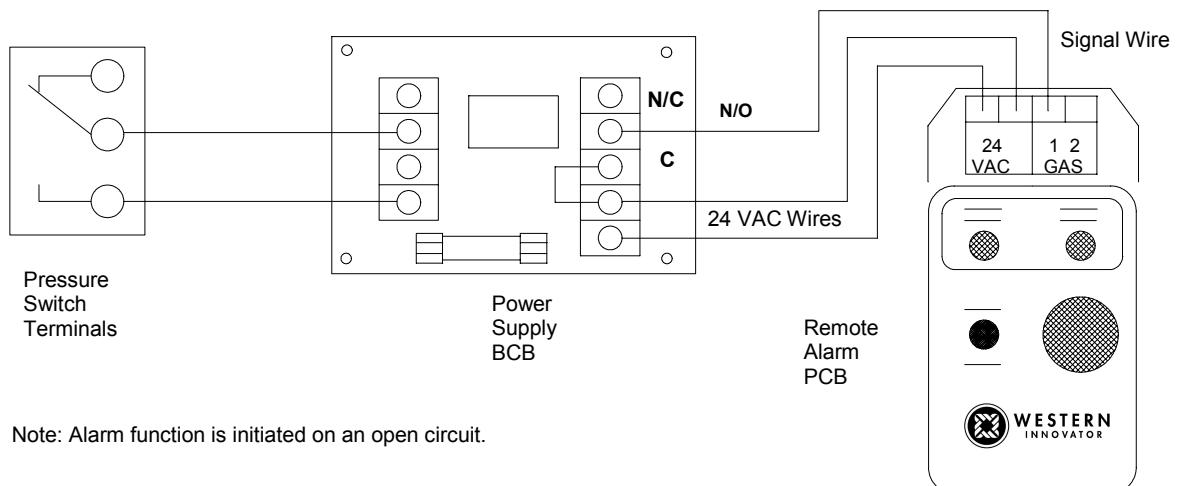 Signal Wire
N/C
N/O
C
24 1 2
VAC GAS
24 VAC Wires
Pressure
Switch
Terminals
Power
Supply
BCB
Remote
Alarm
PCB
WESTERN
INNOVATOR
Note: Alarm function is initiated on an open circuit.